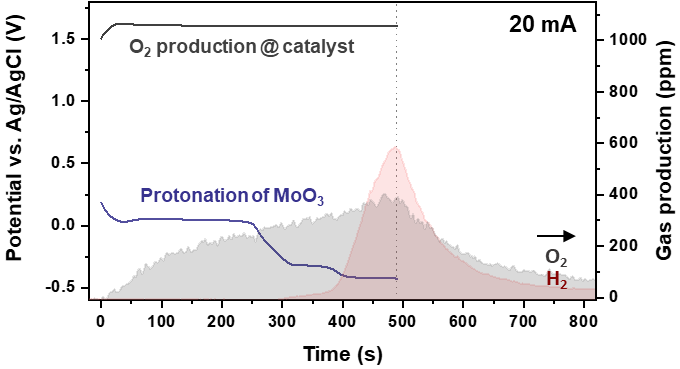 20 mA
O₂ production @ catalyst
Protonation of MoO₃
O₂
H₂
Potential vs. Ag/AgCl (V)
1.5
1.0
0.5
0.0
-0.5
Gas production (ppm)
1000
800
600
400
200
0
0 100 200 300 400 500 600 700 800
Time (s)